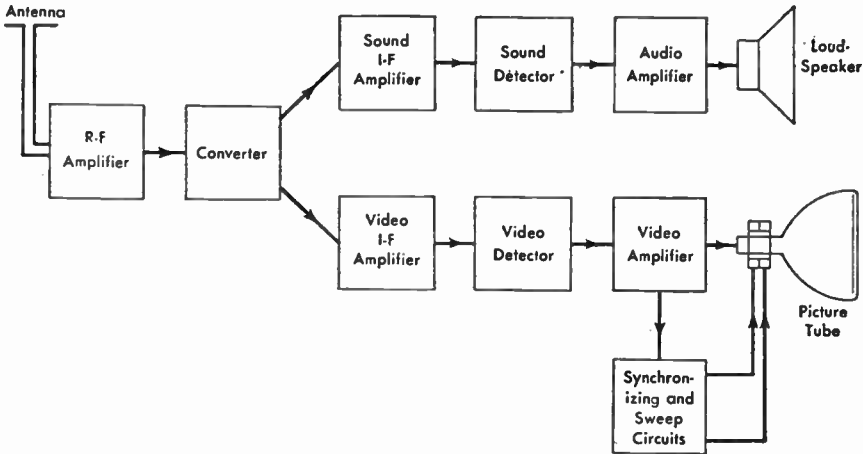 Antenna
R-F
Amplifier
Converter
Sound
I-F
Amplifier
Sound
Detector
Audio
Amplifier
Loud-
Speaker
Video
I-F
Amplifier
Video
Detector
Video
Amplifier
Picture
Tube
Synchron-
izing and
Sweep
Circuits